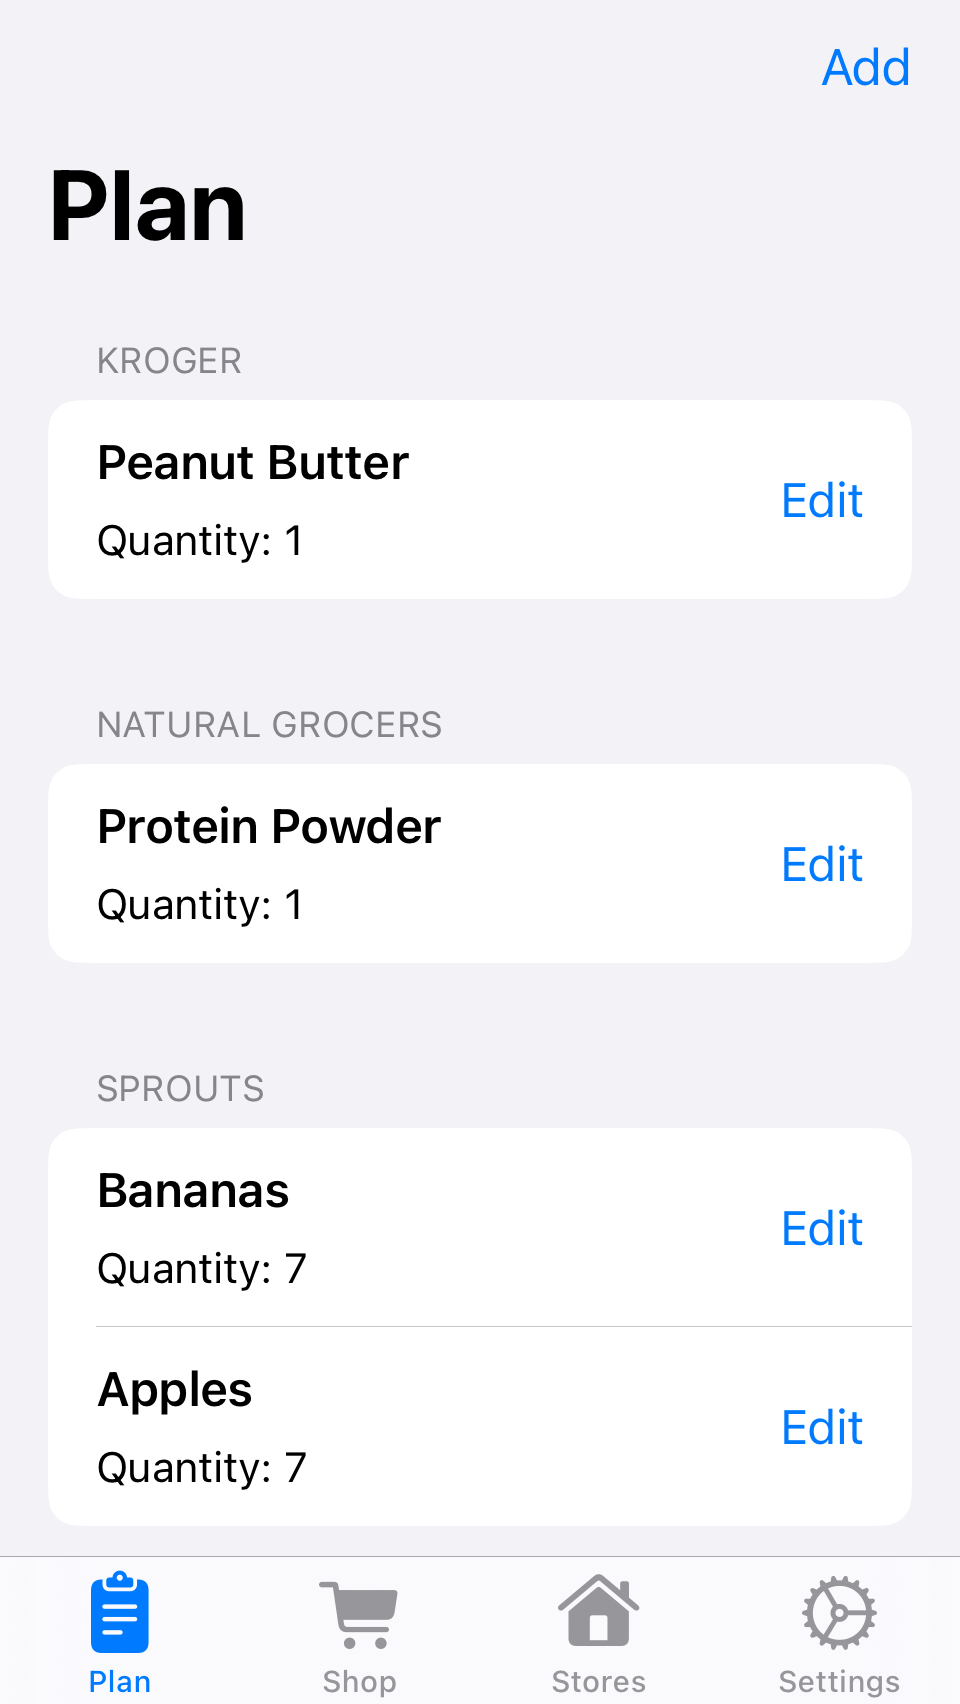 Add
Plan
KROGER
Peanut Butter
Edit
Quantity: 1
NATURAL GROCERS
Protein Powder
Edit
Quantity: 1
SPROUTS
Bananas
Edit
Quantity: 7
Apples
Edit
Quantity: 7
Plan Shop Stores Settings